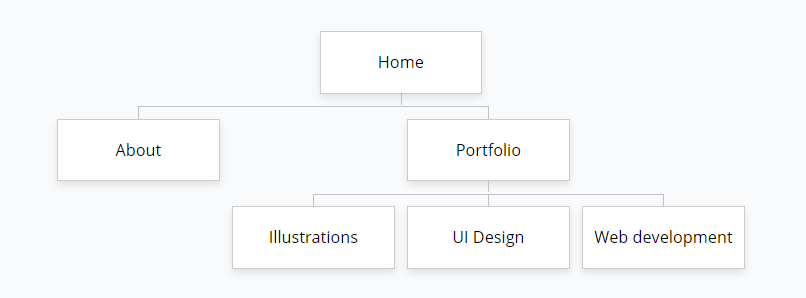 Home
About
Portfolio
Illustrations
UI Design
Web development